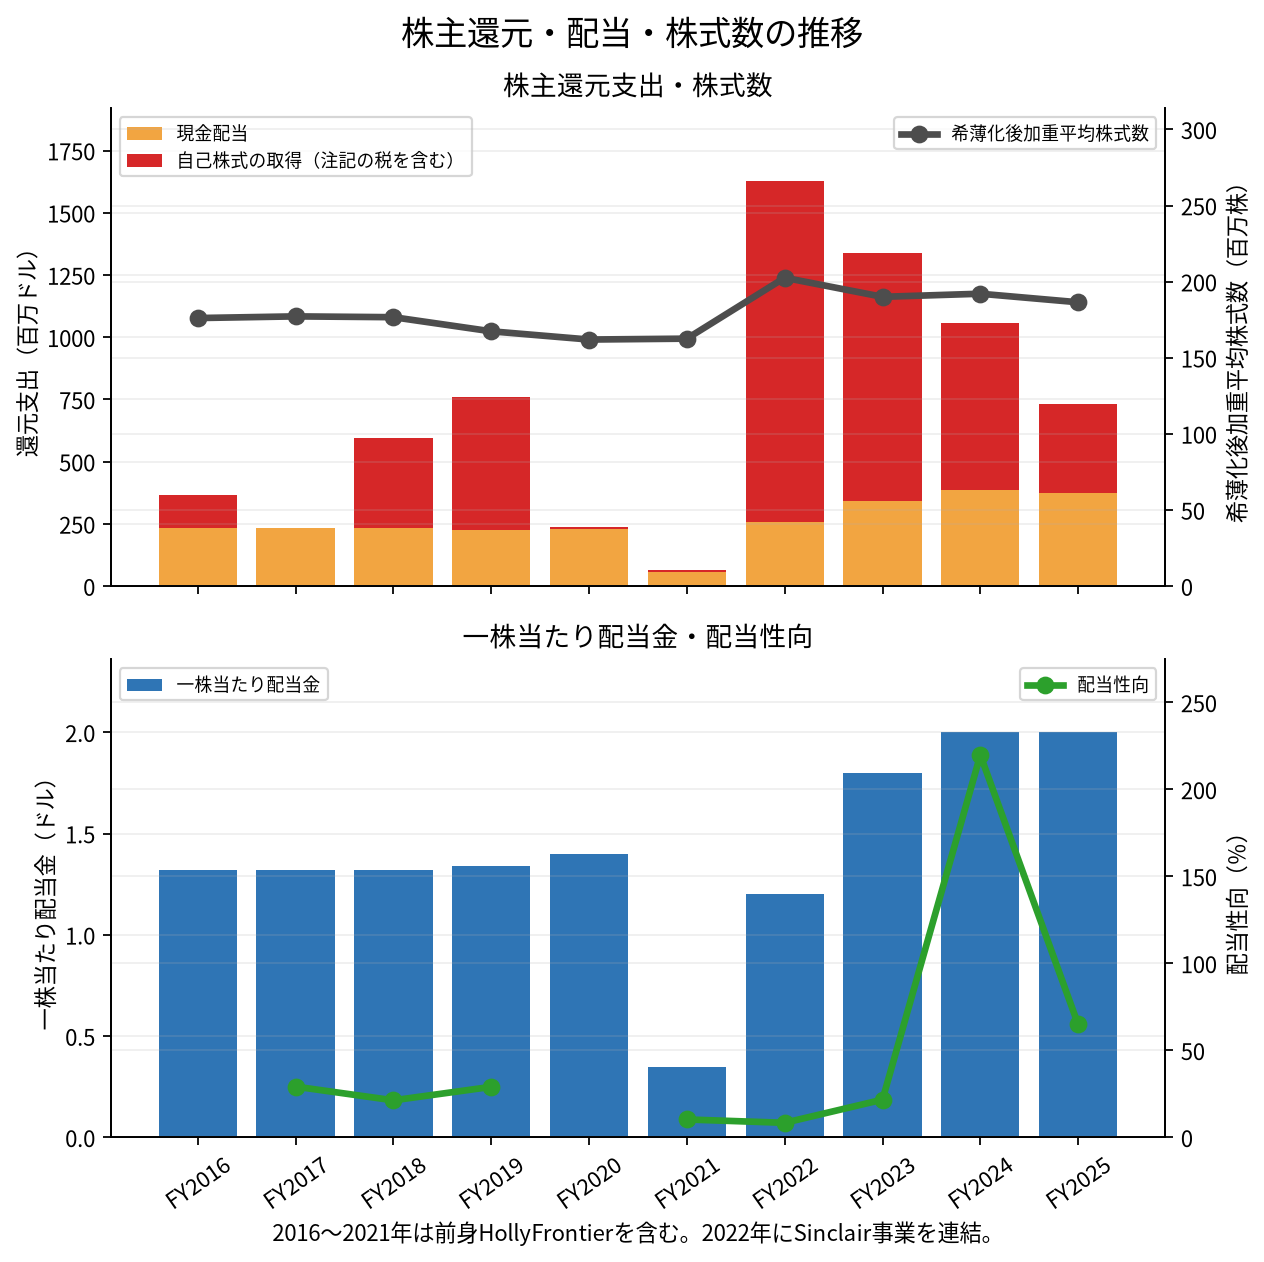 株主還元・配当・株式数の推移
株主還元支出・株式数
現金配当
自己株式の取得（注記の税を含む）
希薄化後加重平均株式数
還元支出（百万ドル）
1750
1500
1250
1000
750
500
250
0
300
250
200
150
100
50
0
希薄化後加重平均株式数（百万株）
一株当たり配当金・配当性向
一株当たり配当金
配当性向
一株当たり配当金（ドル）
2.0
1.5
1.0
0.5
0.0
250
200
150
100
50
0
配当性向（%）
FY2016
FY2017
FY2018
FY2019
FY2020
FY2021
FY2022
FY2023
FY2024
FY2025
2016～2021年は前身HollyFrontierを含む。2022年にSinclair事業を連結。